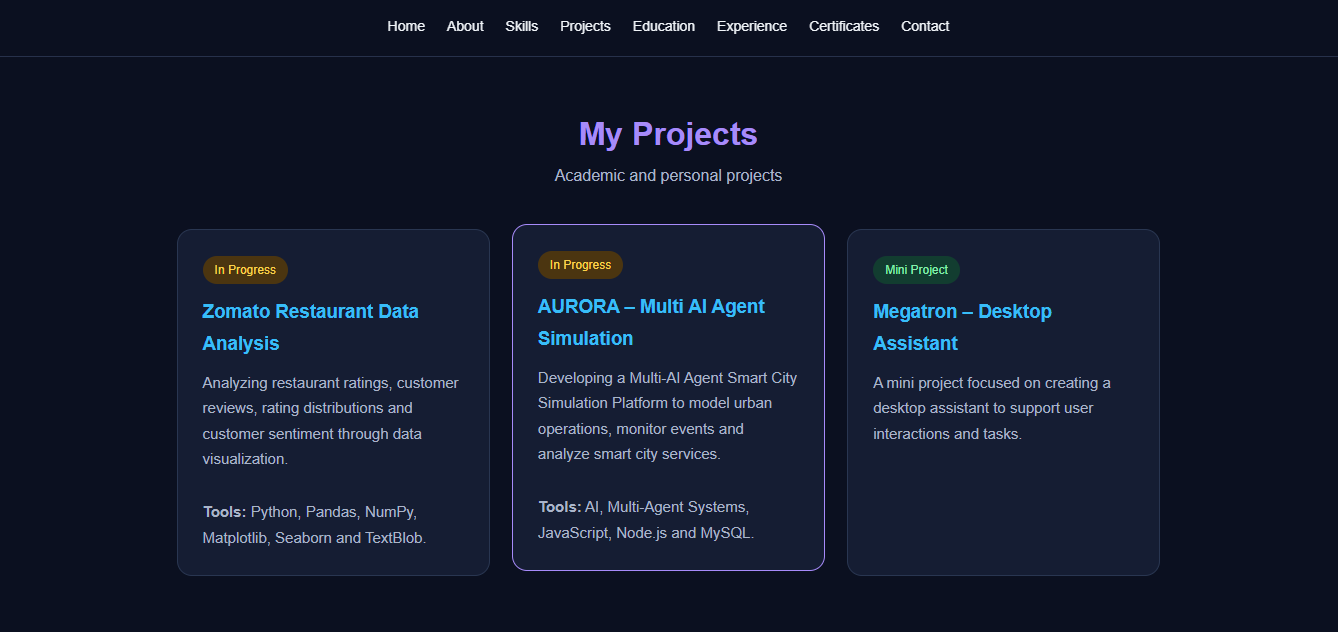 Home About Skills Projects Education Experience Certificates Contact
My Projects
Academic and personal projects
In Progress
Zomato Restaurant Data
Analysis
Analyzing restaurant ratings, customer
reviews, rating distributions and
customer sentiment through data
visualization.
Tools: Python, Pandas, NumPy,
Matplotlib, Seaborn and TextBlob.
In Progress
AURORA – Multi AI Agent
Simulation
Developing a Multi-AI Agent Smart City
Simulation Platform to model urban
operations, monitor events and
analyze smart city services.
Tools: AI, Multi-Agent Systems,
JavaScript, Node.js and MySQL.
Mini Project
Megatron – Desktop
Assistant
A mini project focused on creating a
desktop assistant to support user
interactions and tasks.